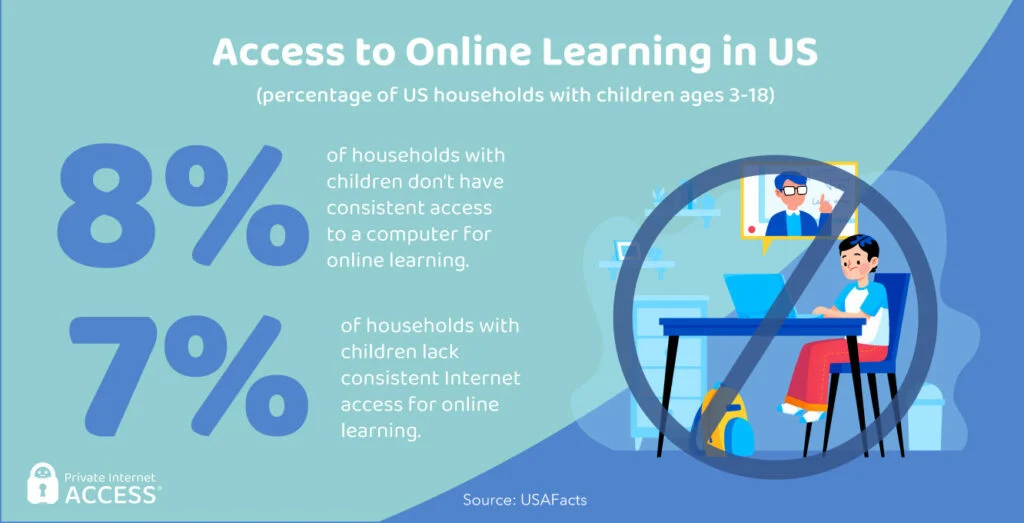 Access to Online Learning in US
(percentage of US households with children ages 3-18)
8%
of households with
children don't have
consistent access
to a computer for
online learning.
7%
of households with
children lack
consistent Internet
access for online
learning.
Private Internet
ACCESS®
Source: USAFacts